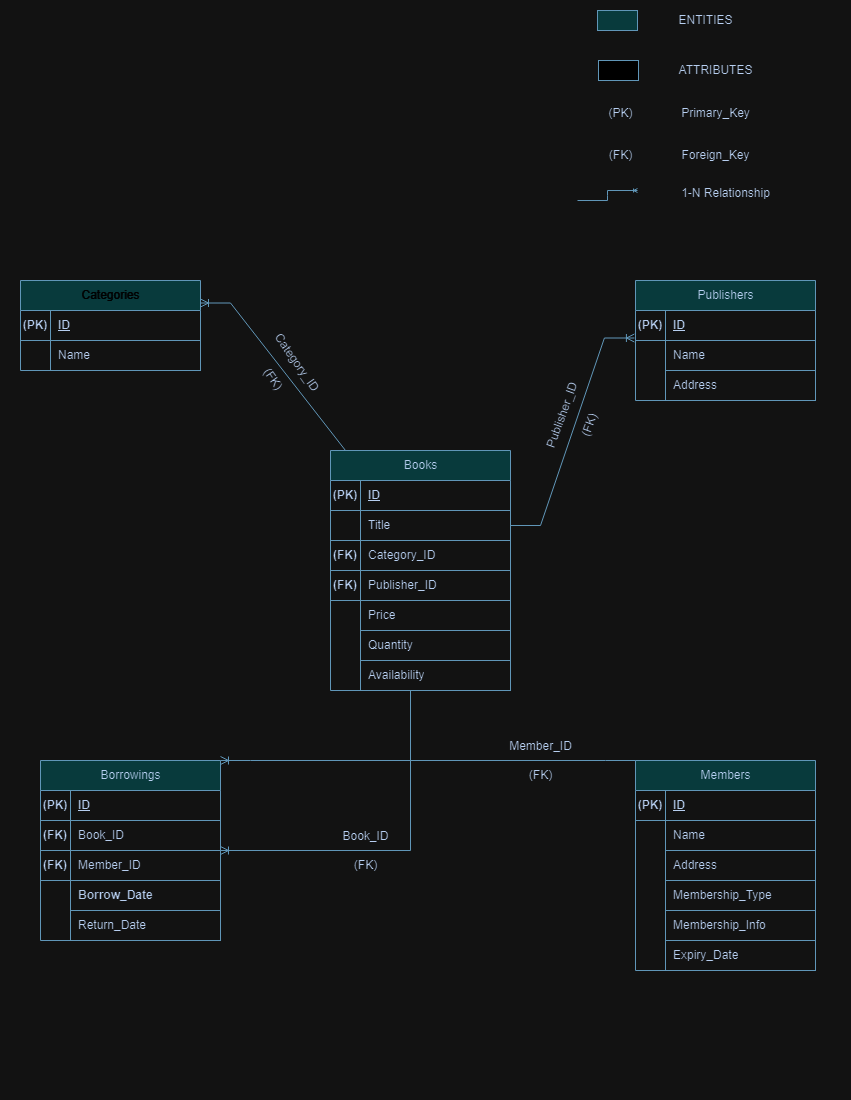 ENTITIES
ATTRIBUTES
(PK) Primary_Key
(FK) Foreign_Key
1-N Relationship
Categories
(PK) ID
Name
Publishers
(PK) ID
Name
Address
Category_ID
(FK)
Publisher_ID
(FK)
Books
(PK) ID
Title
(FK) Category_ID
(FK) Publisher_ID
Price
Quantity
Availability
Member_ID
(FK)
Book_ID
(FK)
Borrowings
(PK) ID
(FK) Book_ID
(FK) Member_ID
Borrow_Date
Return_Date
Members
(PK) ID
Name
Address
Membership_Type
Membership_Info
Expiry_Date